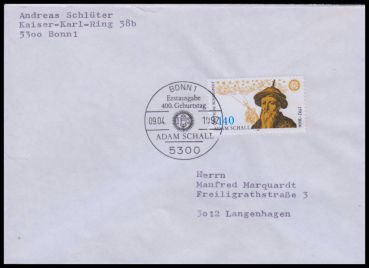 Andreas Schlüter
Kaiser-Karl-Ring 38b
5300 Bonn1
BONN 1
Erstausgabe
400. Geburtstag
09.04.
1992
ADAM SCHALL
5300
140
ADAM SCHALL
Herrn
Manfred Marquardt
Freiligrathstraße 3
3012 Langenhagen